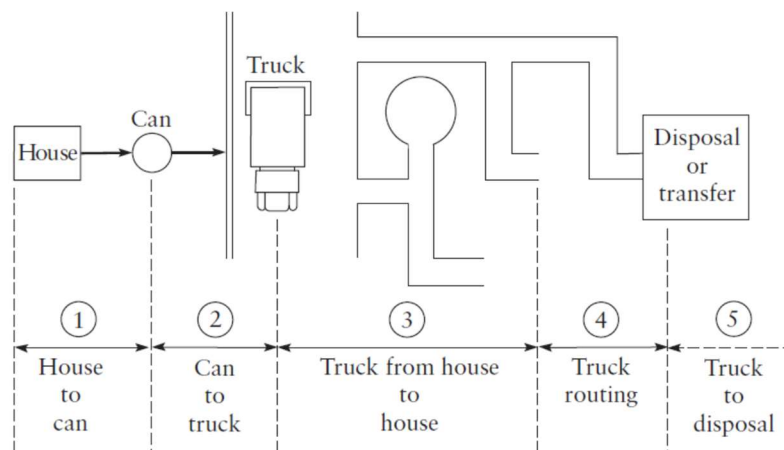 Truck
Can
House
Disposal
or
transfer
1
2
3
4
5
House
to
can
Can
to
truck
Truck from house
to
house
Truck
routing
Truck
to
disposal